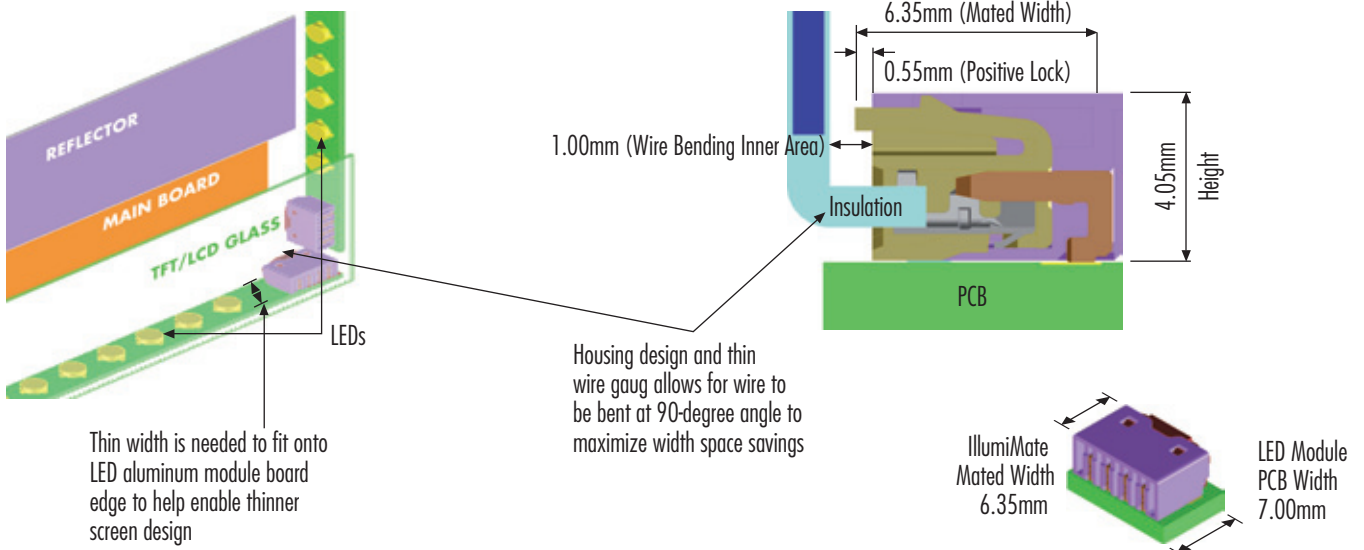 6.35mm (Mated Width)
0.55mm (Positive Lock)
REFLECTOR
1.00mm (Wire Bending Inner Area)
4.05mm
Height
MAIN BOARD
Insulation
TFT/LCD GLASS
PCB
LEDs
Housing design and thin
wire gaug allows for wire to
be bent at 90-degree angle to
maximize width space savings
Thin width is needed to fit onto
LED aluminum module board
edge to help enable thinner
screen design
IllumiMate
Mated Width
6.35mm
LED Module
PCB Width
7.00mm